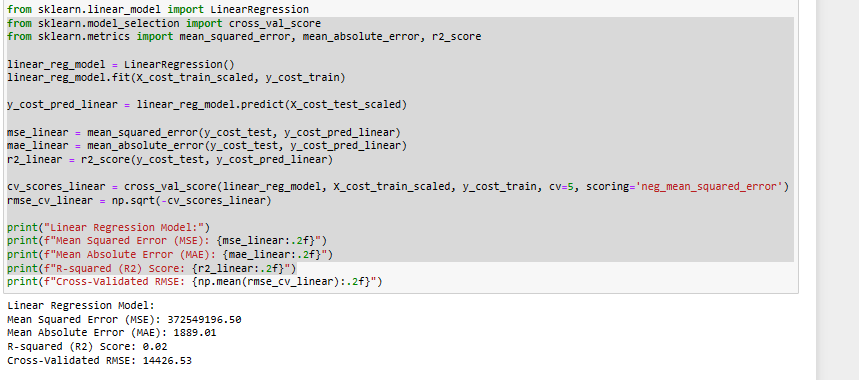 from sklearn.linear_model import LinearRegression
from sklearn.model_selection import cross_val_score
from sklearn.metrics import mean_squared_error, mean_absolute_error, r2_score
linear_reg_model = LinearRegression()
linear_reg_model.fit(X_cost_train_scaled, y_cost_train)
y_cost_pred_linear = linear_reg_model.predict(X_cost_test_scaled)
mse_linear = mean_squared_error(y_cost_test, y_cost_pred_linear)
mae_linear = mean_absolute_error(y_cost_test, y_cost_pred_linear)
r2_linear = r2_score(y_cost_test, y_cost_pred_linear)
cv_scores_linear = cross_val_score(linear_reg_model, X_cost_train_scaled, y_cost_train, cv=5, scoring='neg_mean_squared_error')
rmse_cv_linear = np.sqrt(-cv_scores_linear)
print("Linear Regression Model:")
print(f"Mean Squared Error (MSE): {mse_linear:.2f}")
print(f"Mean Absolute Error (MAE): {mae_linear:.2f}")
print(f"R-squared (R2) Score: {r2_linear:.2f}")
print(f"Cross-Validated RMSE: {np.mean(rmse_cv_linear):.2f}")
Linear Regression Model:
Mean Squared Error (MSE): 372549196.50
Mean Absolute Error (MAE): 1889.01
R-squared (R2) Score: 0.02
Cross-Validated RMSE: 14426.53